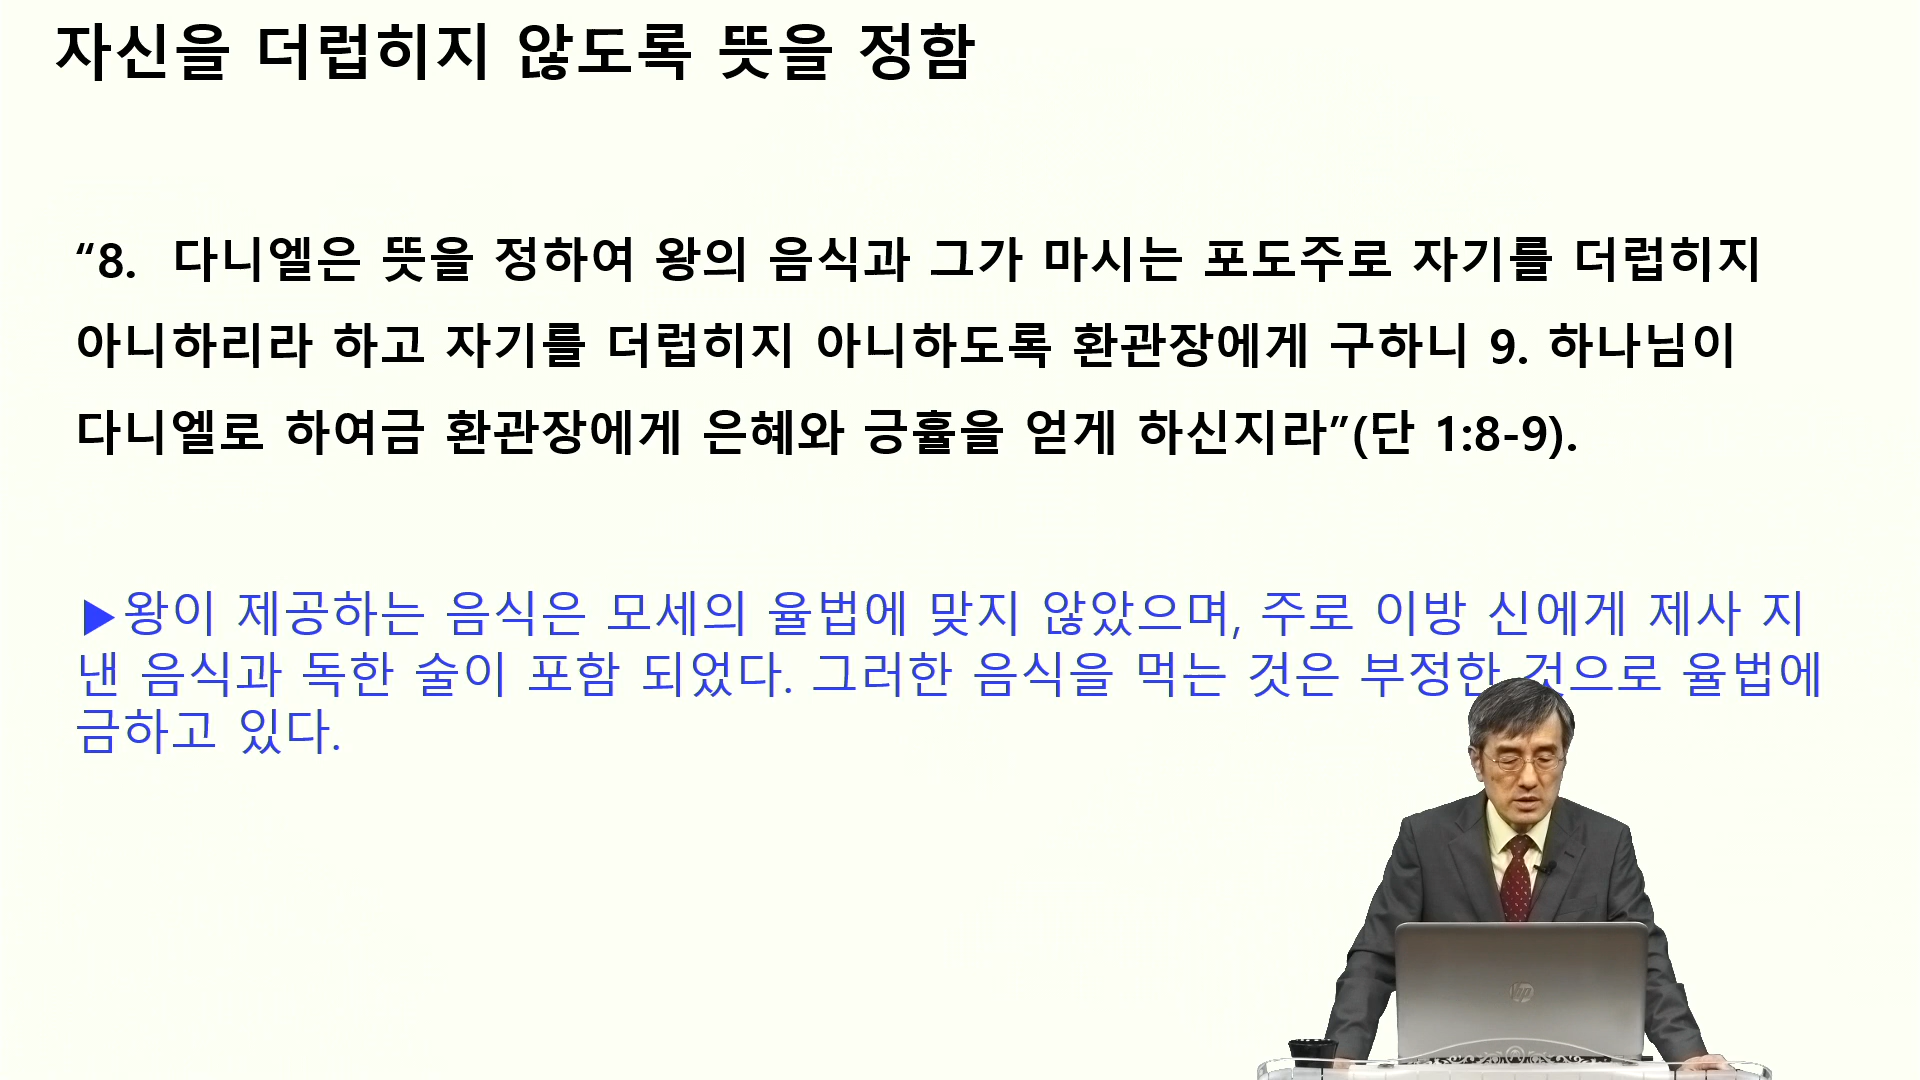 자신을 더럽히지 않도록 뜻을 정함
“8. 다니엘은 뜻을 정하여 왕의 음식과 그가 마시는 포도주로 자기를 더럽히지
아니하리라 하고 자기를 더럽히지 아니하도록 환관장에게 구하니 9. 하나님이
다니엘로 하여금 환관장에게 은혜와 긍휼을 얻게 하신지라”(단 1:8-9).
▶왕이 제공하는 음식은 모세의 율법에 맞지 않았으며, 주로 이방 신에게 제사 지
낸 음식과 독한 술이 포함 되었다. 그러한 음식을 먹는 것은 부정한 것으로 율법에
금하고 있다.
hp